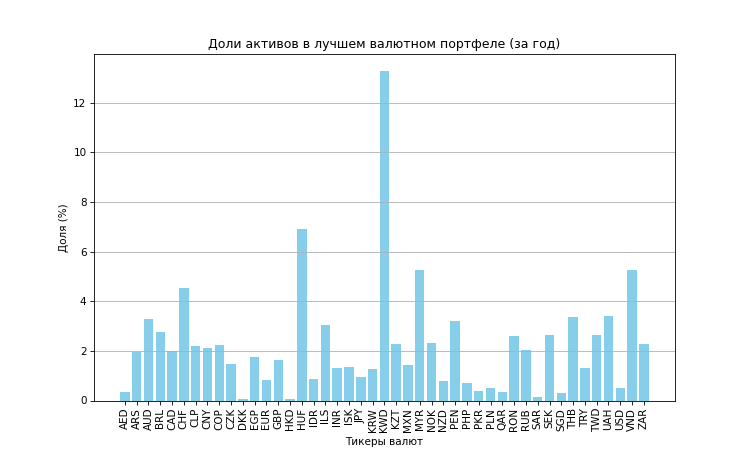 Доли активов в лучшем валютном портфеле (за год)
Доля (%)
12
10
8
6
4
2
0
AED
ARS
AUD
BRL
CAD
CHF
CLP
CNY
COP
CZK
DKK
EGP
EUR
GBP
HKD
HUF
IDR
ILS
INR
ISK
JPY
KRW
KWD
KZT
MXN
MYR
NOK
NZD
PEN
PHP
PKR
PLN
QAR
RON
RUB
SAR
SEK
SGD
THB
TRY
TWD
UAH
USD
VND
ZAR
Тикеры валют